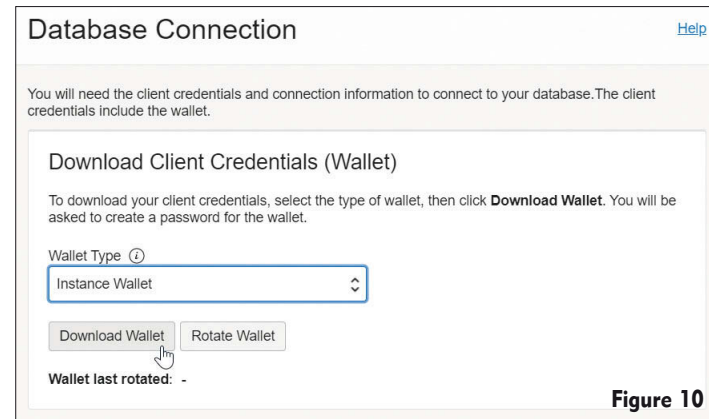 Database Connection
Help
You will need the client credentials and connection information to connect to your database.The client
credentials include the wallet.
Download Client Credentials (Wallet)
To download your client credentials, select the type of wallet, then click Download Wallet. You will be
asked to create a password for the wallet.
Wallet Type i
Instance Wallet
Download Wallet Rotate Wallet
Wallet last rotated: -
Figure 10